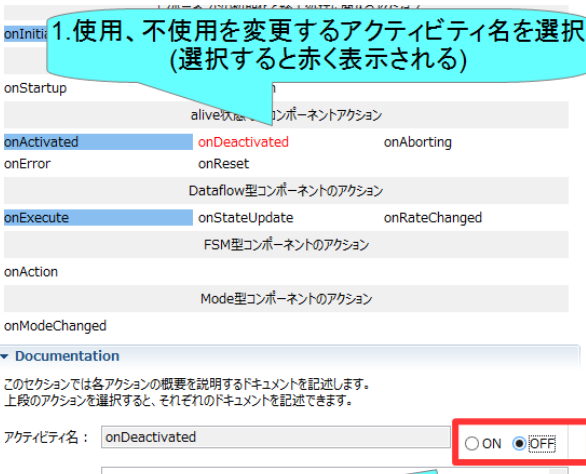 1.使用、不使用を変更するアクティビティ名を選択
(選択すると赤く表示される)
onIniti
onStartup
alive状態 コンポーネントアクション
onActivated onDeactivated onAborting
onError onReset
Dataflow型コンポーネントのアクション
onExecute onStateUpdate onRateChanged
FSM型コンポーネントのアクション
onAction
Mode型コンポーネントのアクション
onModeChanged
Documentation
このセクションでは各アクションの概要を説明するドキュメントを記述します。
上段のアクションを選択すると、それぞれのドキュメントを記述できます。
アクティビティ名： onDeactivated ON OFF